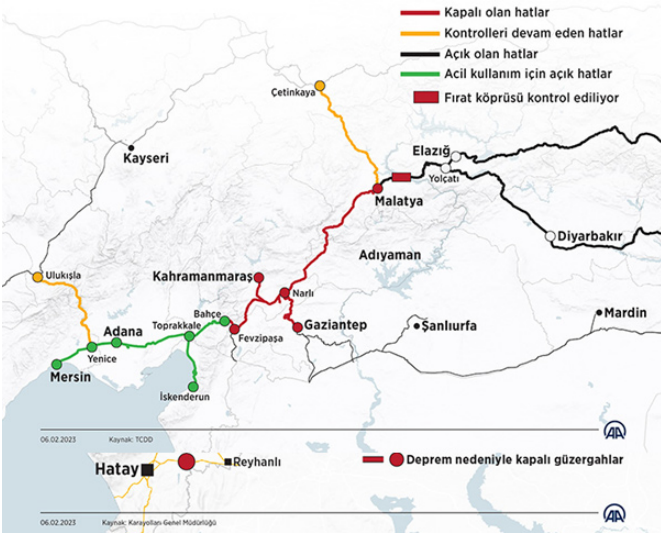 Kapalı olan hatlar
Kontrolleri devam eden hatlar
Açık olan hatlar
Acil kullanım için açık hatlar
Fırat köprüsü kontrol ediliyor
Çetinkaya
Kayseri
Elazığ
Yolçatı
Malatya
Diyarbakır
Adıyaman
Ulukışla
Kahramanmaraş
Narlı
Bahçe
Toprakkale
Adana
Fevzipaşa
Gaziantep
Şanlıurfa
Mardin
Yenice
Mersin
İskenderun
06.02.2023 Kaynak: TCDD AA
Hatay
Reyhanlı
Deprem nedeniyle kapalı güzergahlar
06.02.2023 Kaynak: Karayolları Genel Müdürlüğü AA